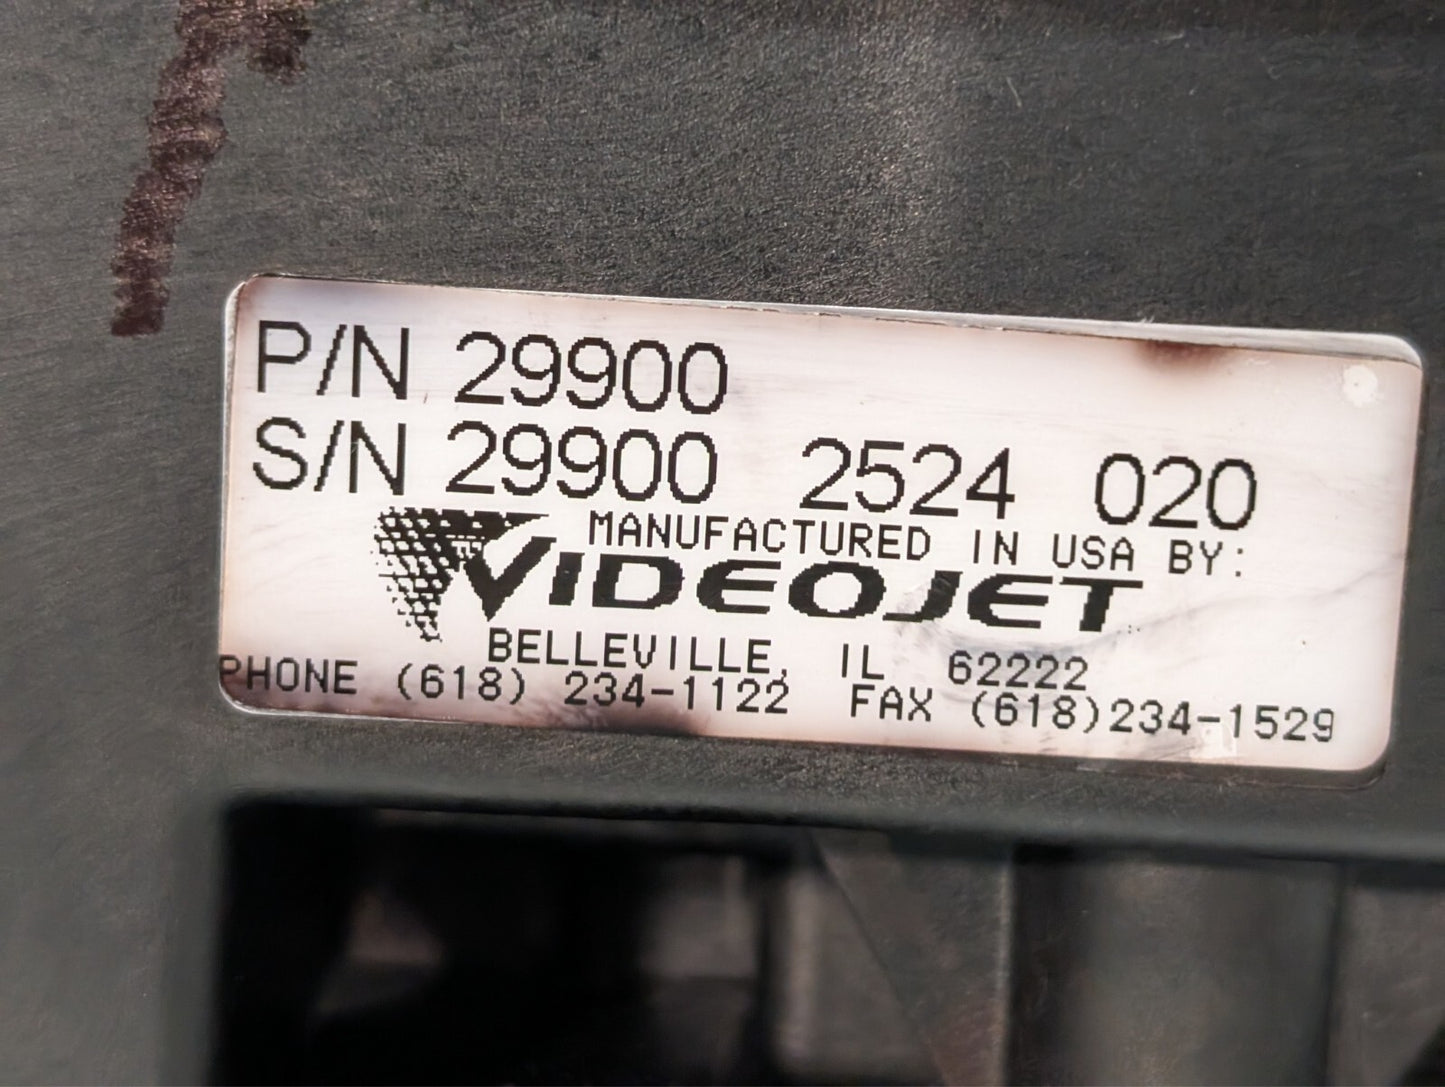 P/N 29900
S/N 29900 2524 020
MANUFACTURED IN USA BY:
VIDEOJET
BELLEVILLE, IL 62222
PHONE (618) 234-1122 FAX (618)234-1529